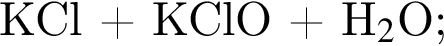 KCl + KClO + H₂O;